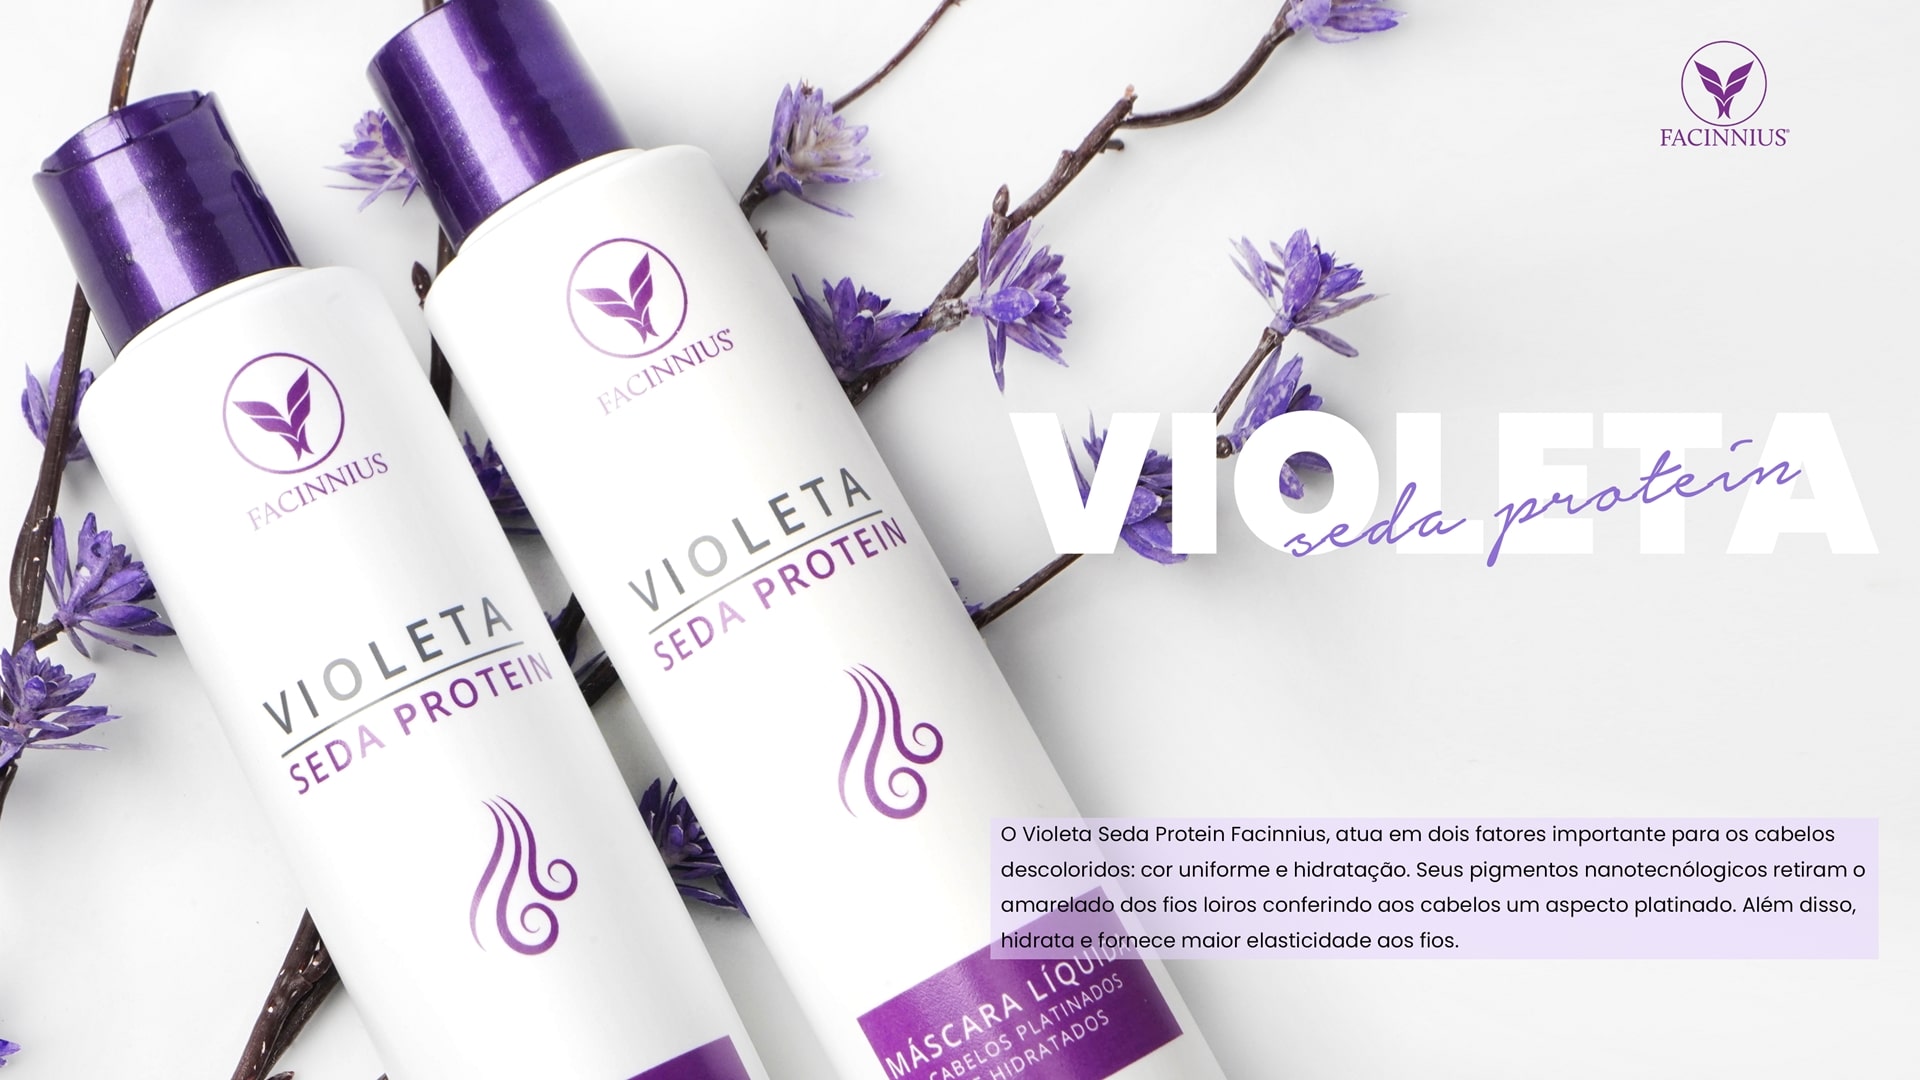 FACINNIUS
FACINNIUS
VIOLETA
SEDA PROTEIN
FACINNIUS
VIOLETA
SEDA PROTEIN
MÁSCARA LÍQUIDA
CABELOS PLATINADOS
E HIDRATADOS
VIOLETA
seda protein
O Violeta Seda Protein Facinnius, atua em dois fatores importante para os cabelos
descoloridos: cor uniforme e hidratação. Seus pigmentos nanotecnólogicos retiram o
amarelado dos fios loiros conferindo aos cabelos um aspecto platinado. Além disso,
hidrata e fornece maior elasticidade aos fios.